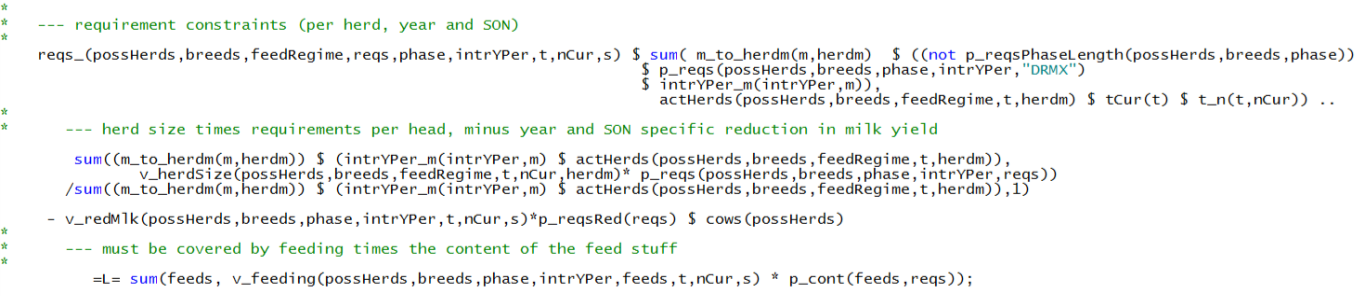 *
*    --- requirement constraints (per herd, year and SON)
*
reqs_(possHerds,breeds,feedRegime,reqs,phase,intrYPer,t,nCur,s) $ sum( m_to_herdm(m,herdm)  $ ((not p_reqsPhaseLength(possHerds,breeds,phase))
$ p_reqs(possHerds,breeds,phase,intrYPer,"DRMX")
$ intrYPer_m(intrYPer,m)),
actHerds(possHerds,breeds,feedRegime,t,herdm) $ tCur(t) $ t_n(t,nCur)) ..
*
*       --- herd size times requirements per head, minus year and SON specific reduction in milk yield
*
sum((m_to_herdm(m,herdm)) $ (intrYPer_m(intrYPer,m) $ actHerds(possHerds,breeds,feedRegime,t,herdm)),
v_herdSize(possHerds,breeds,feedRegime,t,nCur,herdm)* p_reqs(possHerds,breeds,phase,intrYPer,reqs))
/sum((m_to_herdm(m,herdm)) $ (intrYPer_m(intrYPer,m) $ actHerds(possHerds,breeds,feedRegime,t,herdm)),1)
- v_redMlk(possHerds,breeds,phase,intrYPer,t,nCur,s)*p_reqsRed(reqs) $ cows(possHerds)
*
*       --- must be covered by feeding times the content of the feed stuff
*
=L= sum(feeds, v_feeding(possHerds,breeds,phase,intrYPer,feeds,t,nCur,s) * p_cont(feeds,reqs));